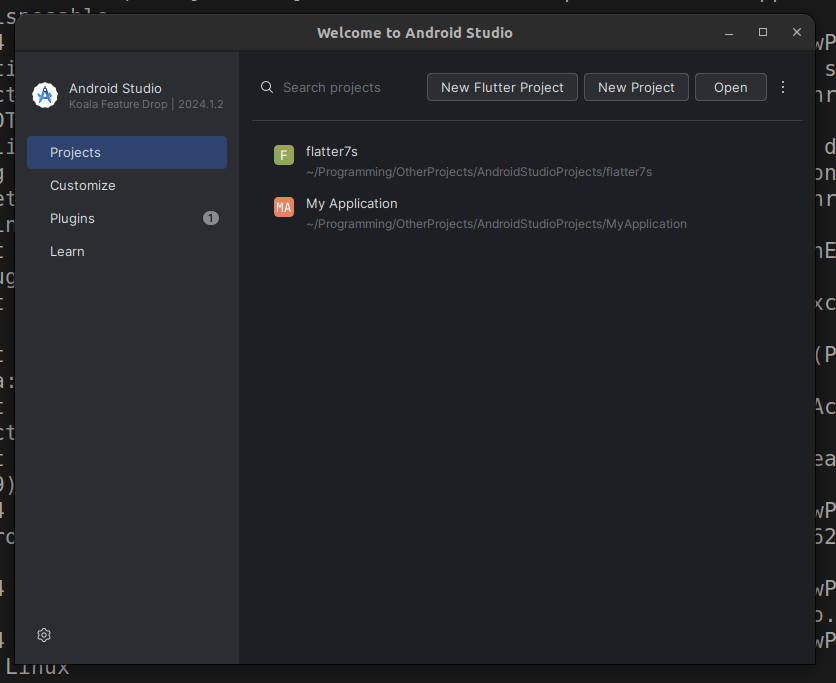 Welcome to Android Studio
Android Studio
Koala Feature Drop | 2024.1.2
Search projects
New Flutter Project
New Project
Open
Projects
Customize
Plugins
1
Learn
F
flatter7s
~/Programming/OtherProjects/AndroidStudioProjects/flatter7s
MA
My Application
~/Programming/OtherProjects/AndroidStudioProjects/MyApplication
Linux